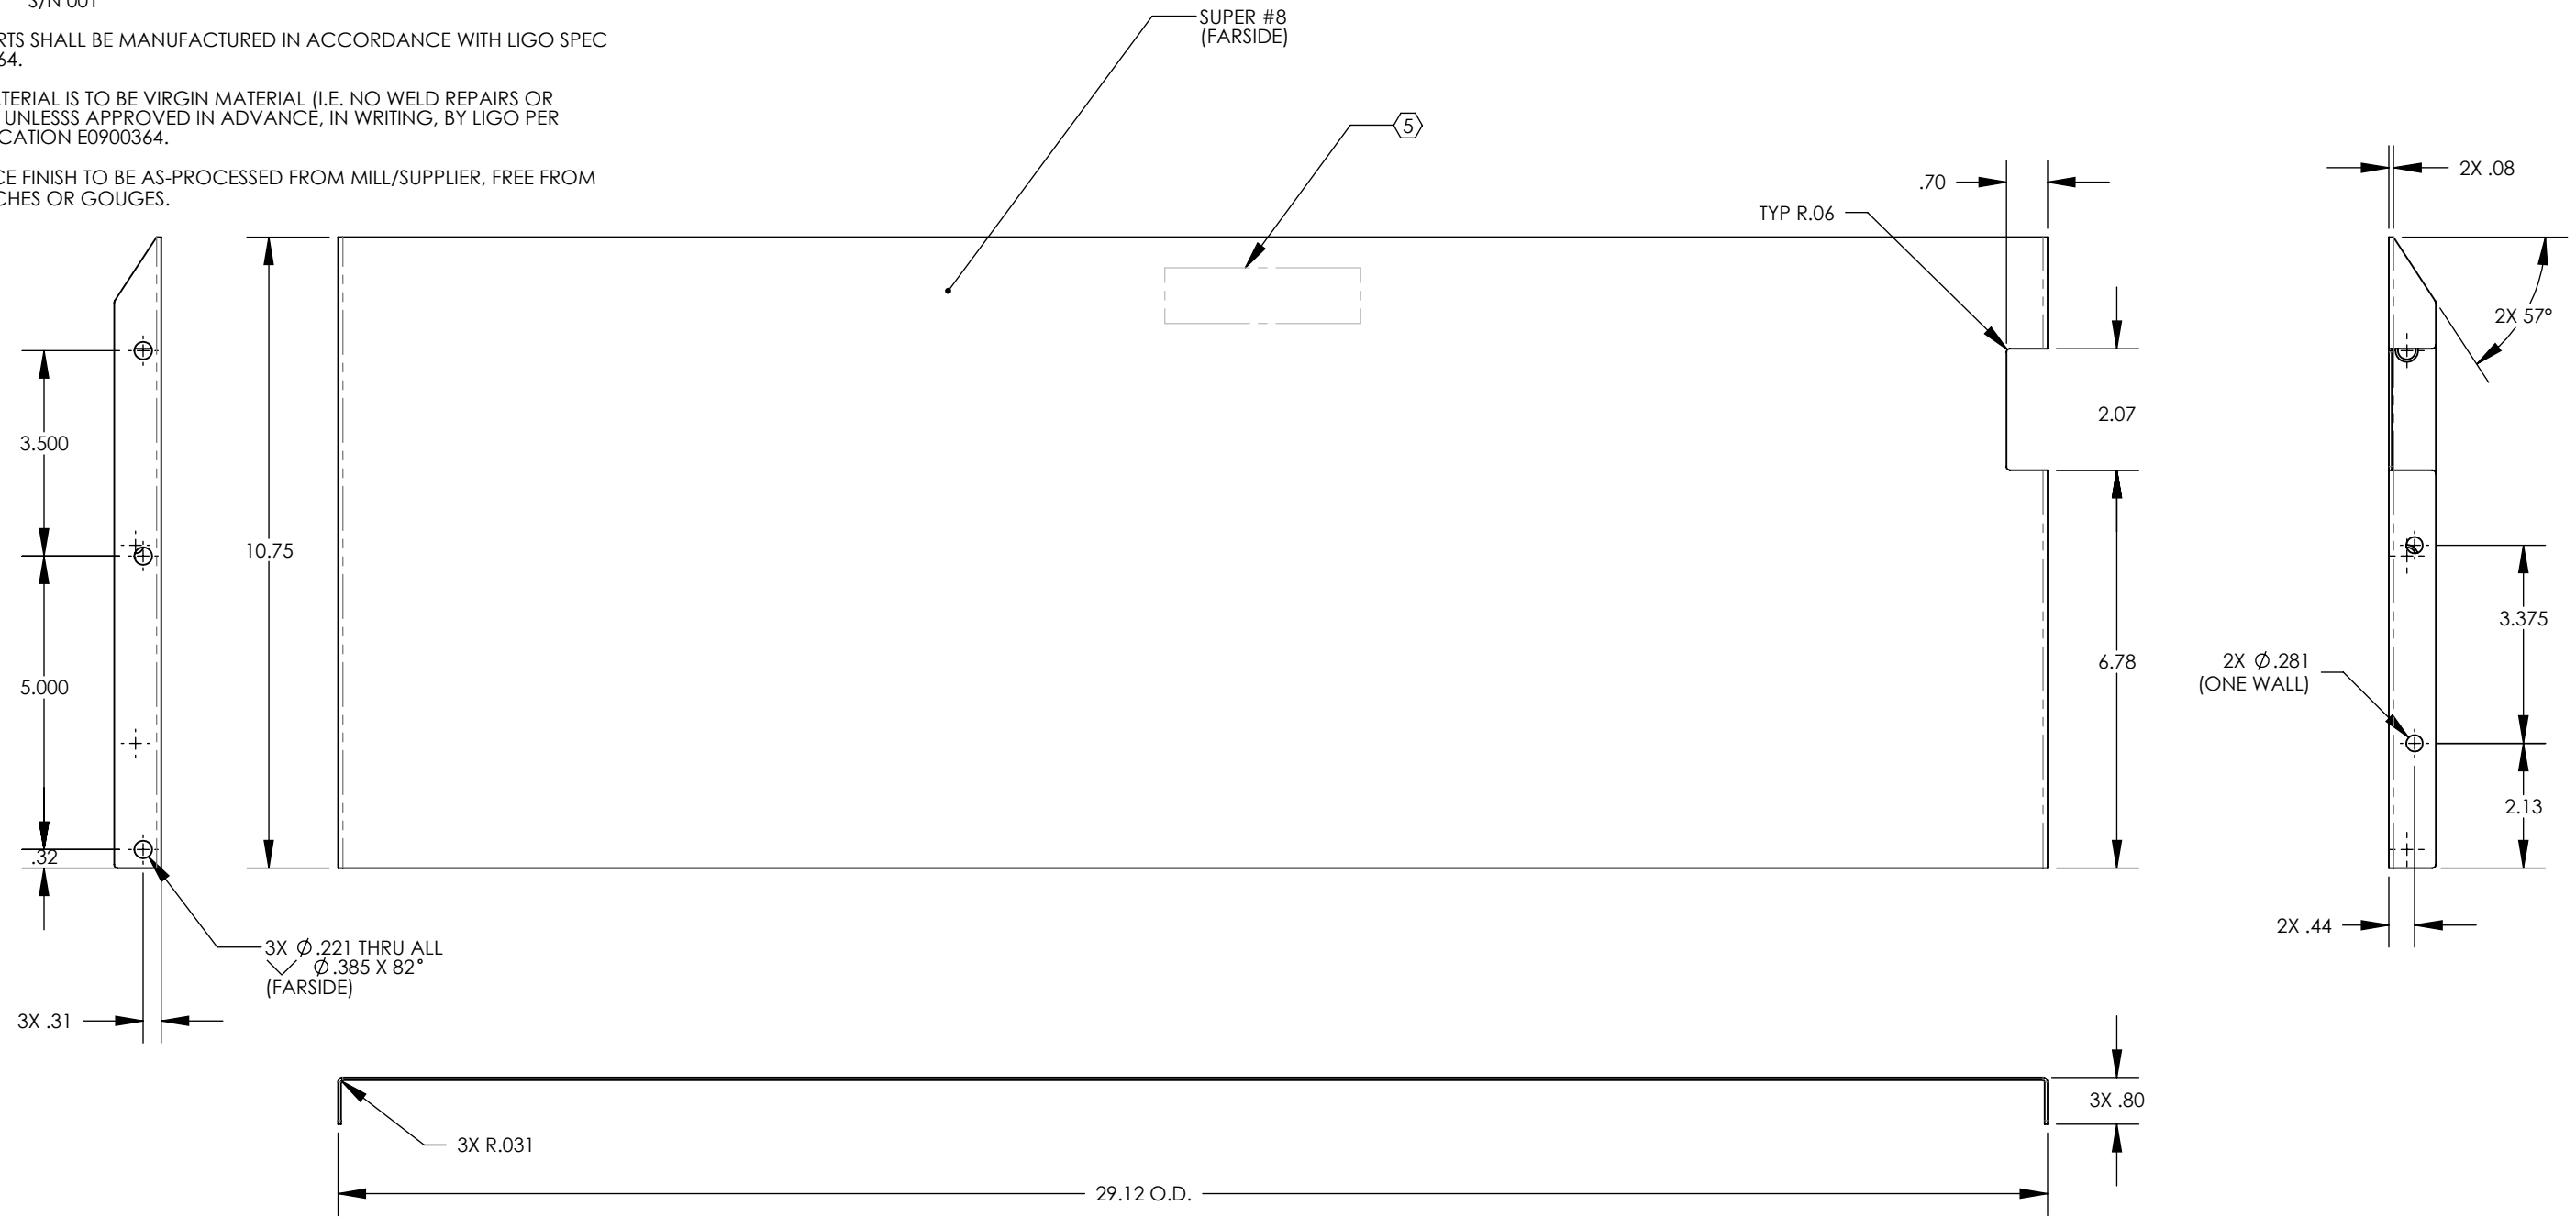 S/N 001
RTS SHALL BE MANUFACTURED IN ACCORDANCE WITH LIGO SPEC
64.
TERIAL IS TO BE VIRGIN MATERIAL (I.E. NO WELD REPAIRS OR
UNLESSS APPROVED IN ADVANCE, IN WRITING, BY LIGO PER
CATION E0900364.
CE FINISH TO BE AS-PROCESSED FROM MILL/SUPPLIER, FREE FROM
CHES OR GOUGES.
SUPER #8
(FARSIDE)
5
.70
TYP R.06
2X .08
2X 57°
3.500
10.75
2.07
5.000
6.78
3.375
2X Ø.281
(ONE WALL)
2.13
.32
2X .44
3X Ø.221 THRU ALL
⌵ Ø.385 X 82°
(FARSIDE)
3X .31
3X R.031
3X .80
29.12 O.D.